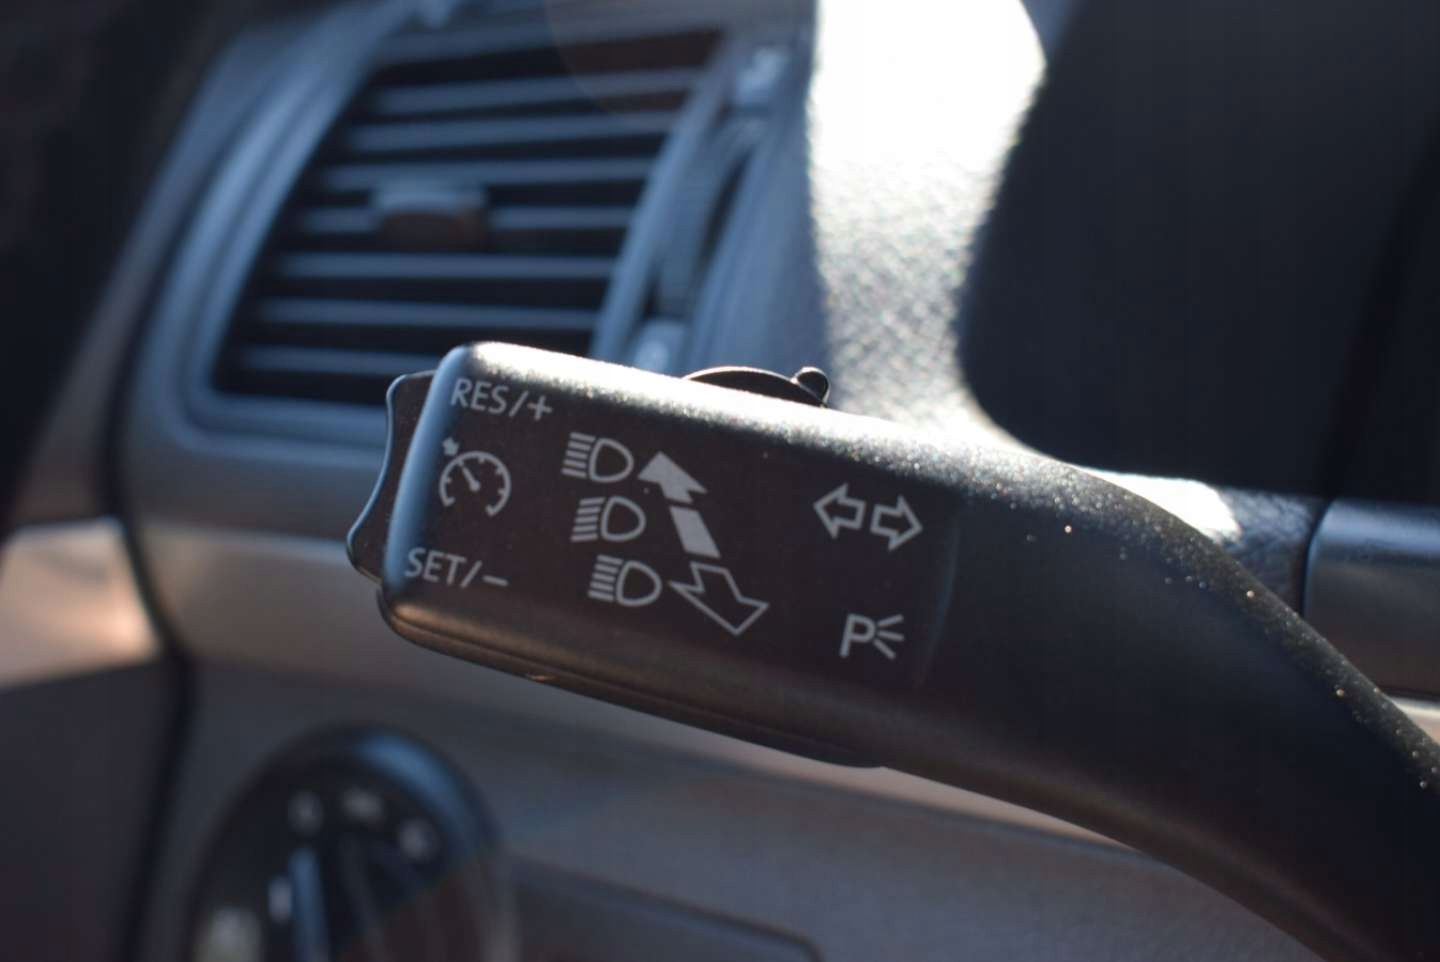 RES/+
SET/–
P